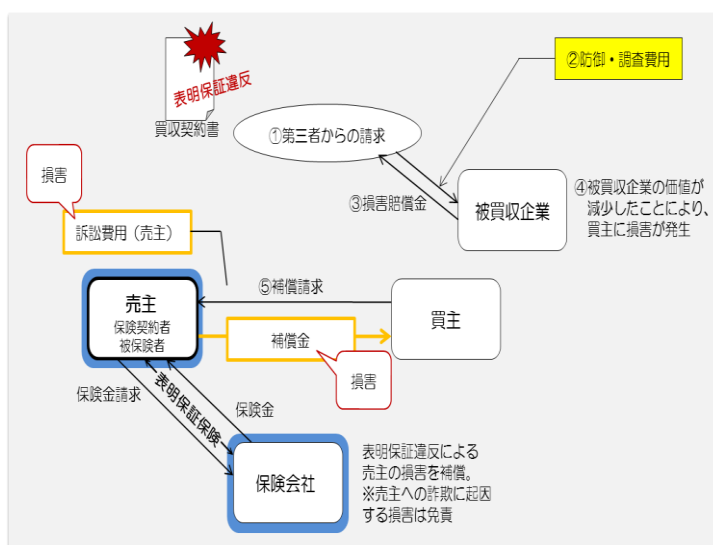 表明保証違反
買収契約書
②防御・調査費用
①第三者からの請求
③損害賠償金
被買収企業
④被買収企業の価値が
減少したことにより、
買主に損害が発生
損害
訴訟費用（売主）
⑤補償請求
売主
保険契約者
被保険者
補償金
買主
損害
保険金請求
表明保証保険
保険金
保険会社
表明保証違反による
売主の損害を補償。
※売主への詐欺に起因
する損害は免責